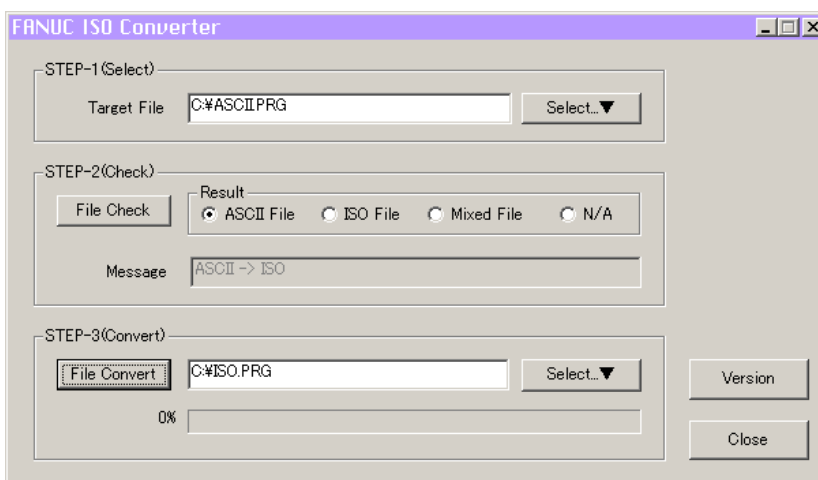 FANUC ISO Converter
STEP-1(Select)
Target File C:¥ASCII.PRG Select...▼
STEP-2(Check)
File Check
Result
ASCII File ISO File Mixed File N/A
Message ASCII -> ISO
STEP-3(Convert)
File Convert C:¥ISO.PRG Select...▼
Version
0%
Close